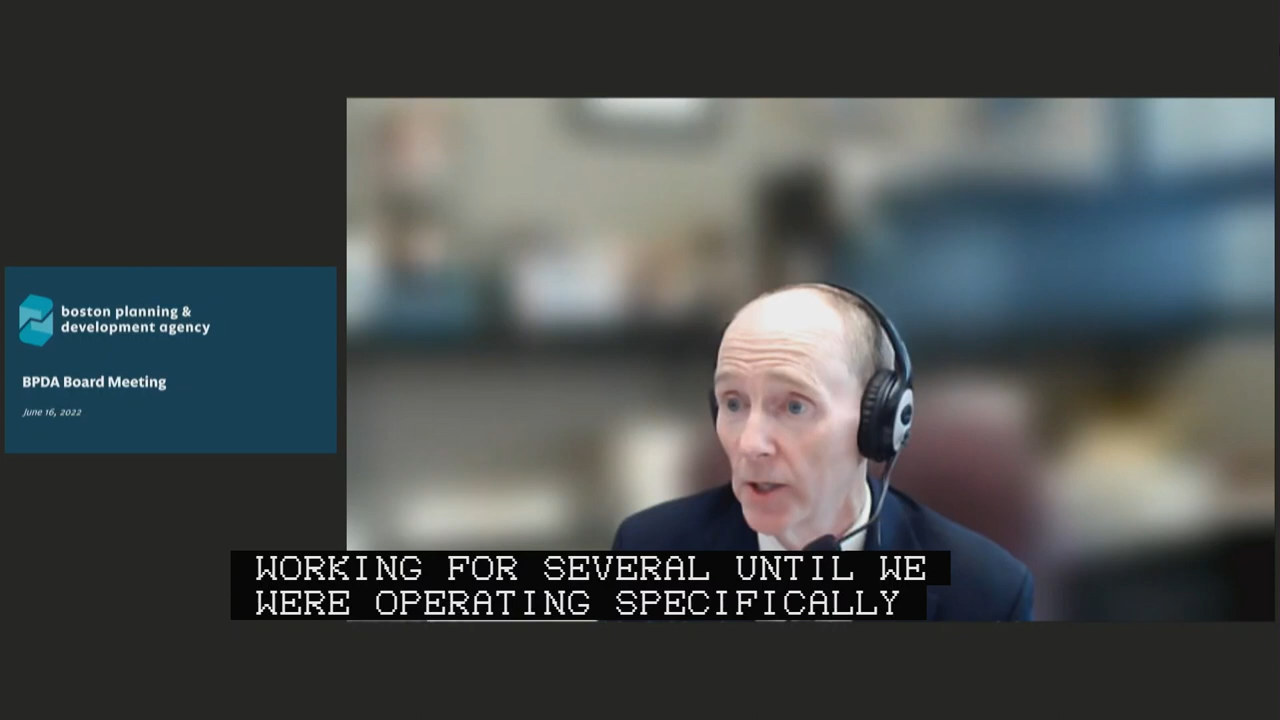 boston planning &
development agency
BPDA Board Meeting
June 16, 2022
WORKING FOR SEVERAL UNTIL WE
WERE OPERATING SPECIFICALLY